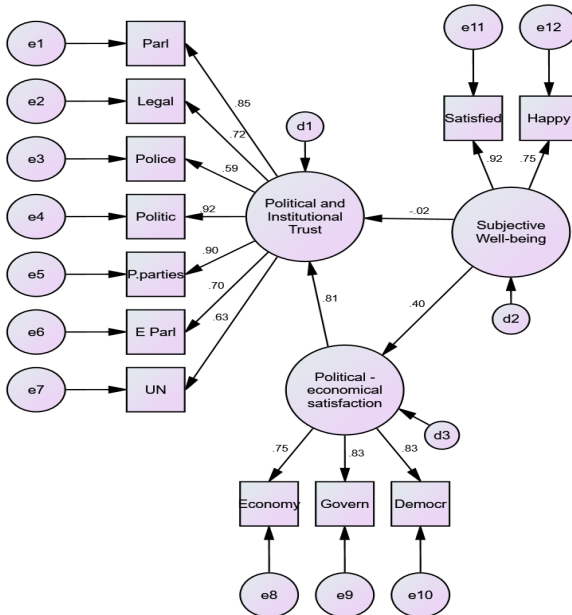 e11
e12
e1
Parl
e2
Legal
Satisfied
Happy
.85
d1
.72
.92
.75
e3
Police
.59
e4
Politic
.92
Political and
Institutional
Trust
-.02
Subjective
Well-being
.90
e5
P.parties
.70
.81
.40
e6
E Parl
.63
d2
e7
UN
Political -
economical
satisfaction
d3
.75
.83
.83
Economy
Govern
Democr
e8
e9
e10